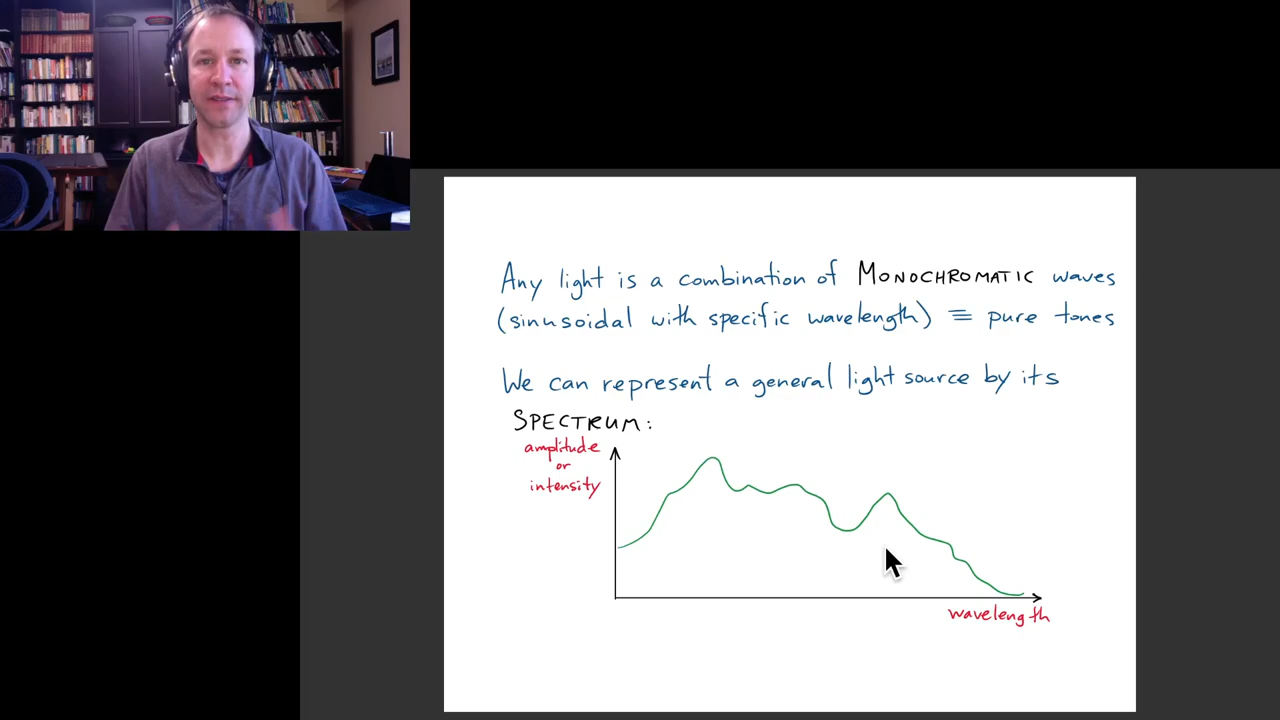 Any light is a combination of MONOCHROMATIC waves
(sinusoidal with specific wavelength) ≡ pure tones
We can represent a general light source by its
SPECTRUM:
amplitude
or
intensity
wavelength